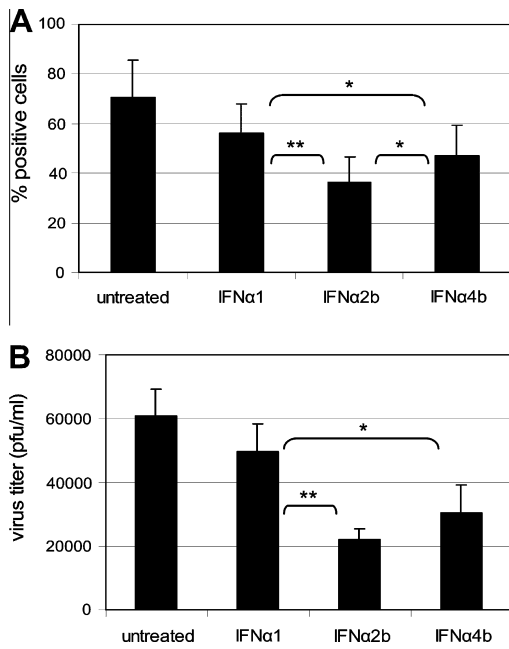 A
100
80
60
40
20
0
% positive cells
*
** *
untreated IFNα1 IFNα2b IFNα4b
B
80000
60000
40000
20000
0
virus titer (pfu/ml)
*
**
untreated IFNα1 IFNα2b IFNα4b